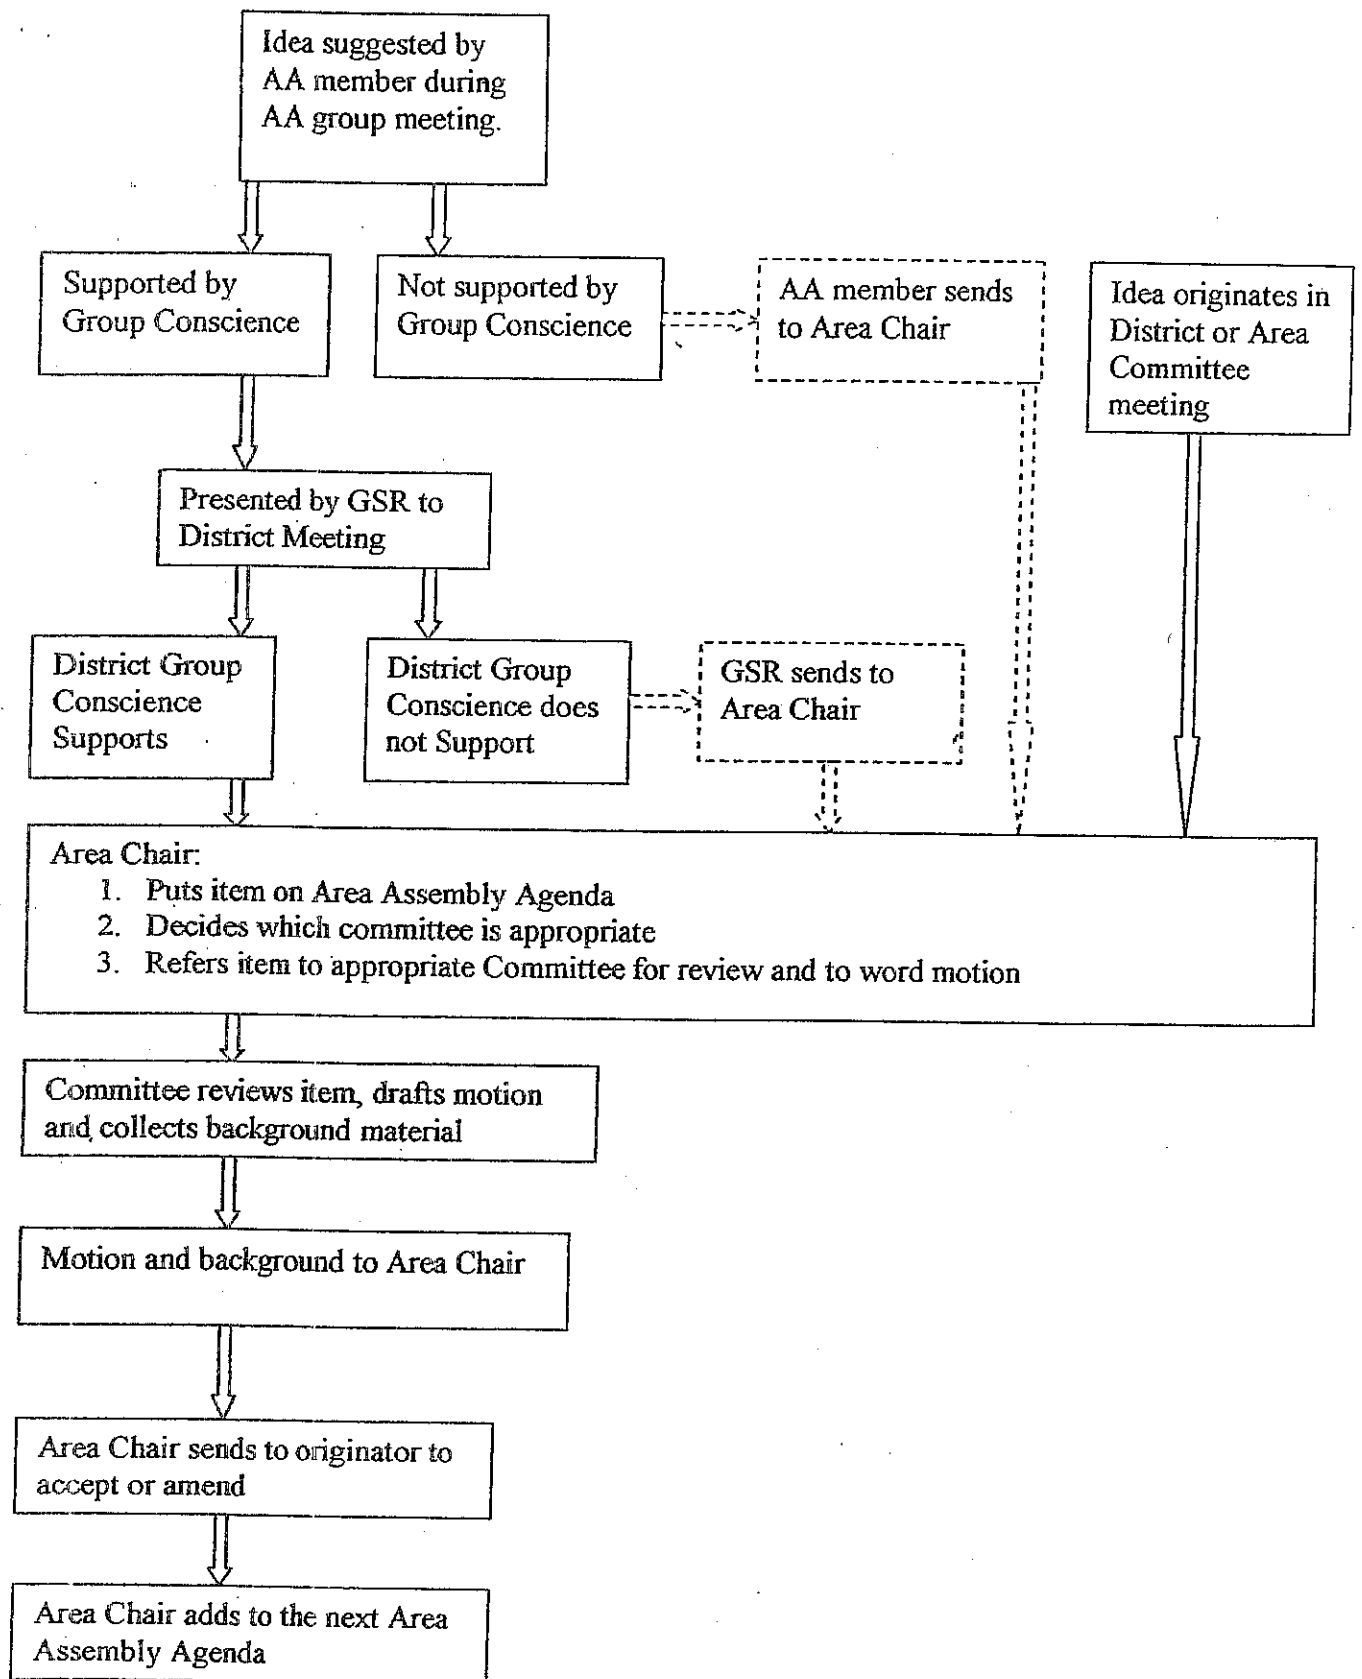 Idea suggested by
AA member during
AA group meeting.
Supported by
Group Conscience
Not supported by
Group Conscience
AA member sends
to Area Chair
Idea originates in
District or Area
Committee
meeting
Presented by GSR to
District Meeting
District Group
Conscience
Supports
District Group
Conscience does
not Support
GSR sends to
Area Chair
Area Chair:
1. Puts item on Area Assembly Agenda
2. Decides which committee is appropriate
3. Refers item to appropriate Committee for review and to word motion
Committee reviews item, drafts motion
and collects background material
Motion and background to Area Chair
Area Chair sends to originator to
accept or amend
Area Chair adds to the next Area
Assembly Agenda